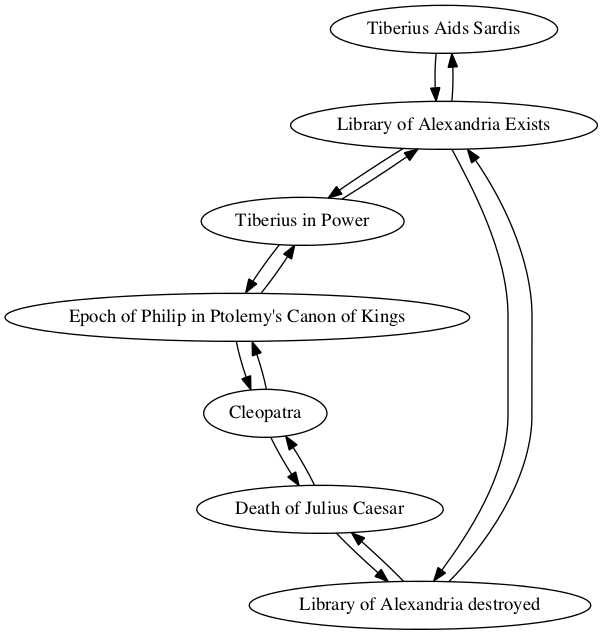 Tiberius Aids Sardis
Library of Alexandria Exists
Tiberius in Power
Epoch of Philip in Ptolemy's Canon of Kings
Cleopatra
Death of Julius Caesar
Library of Alexandria destroyed